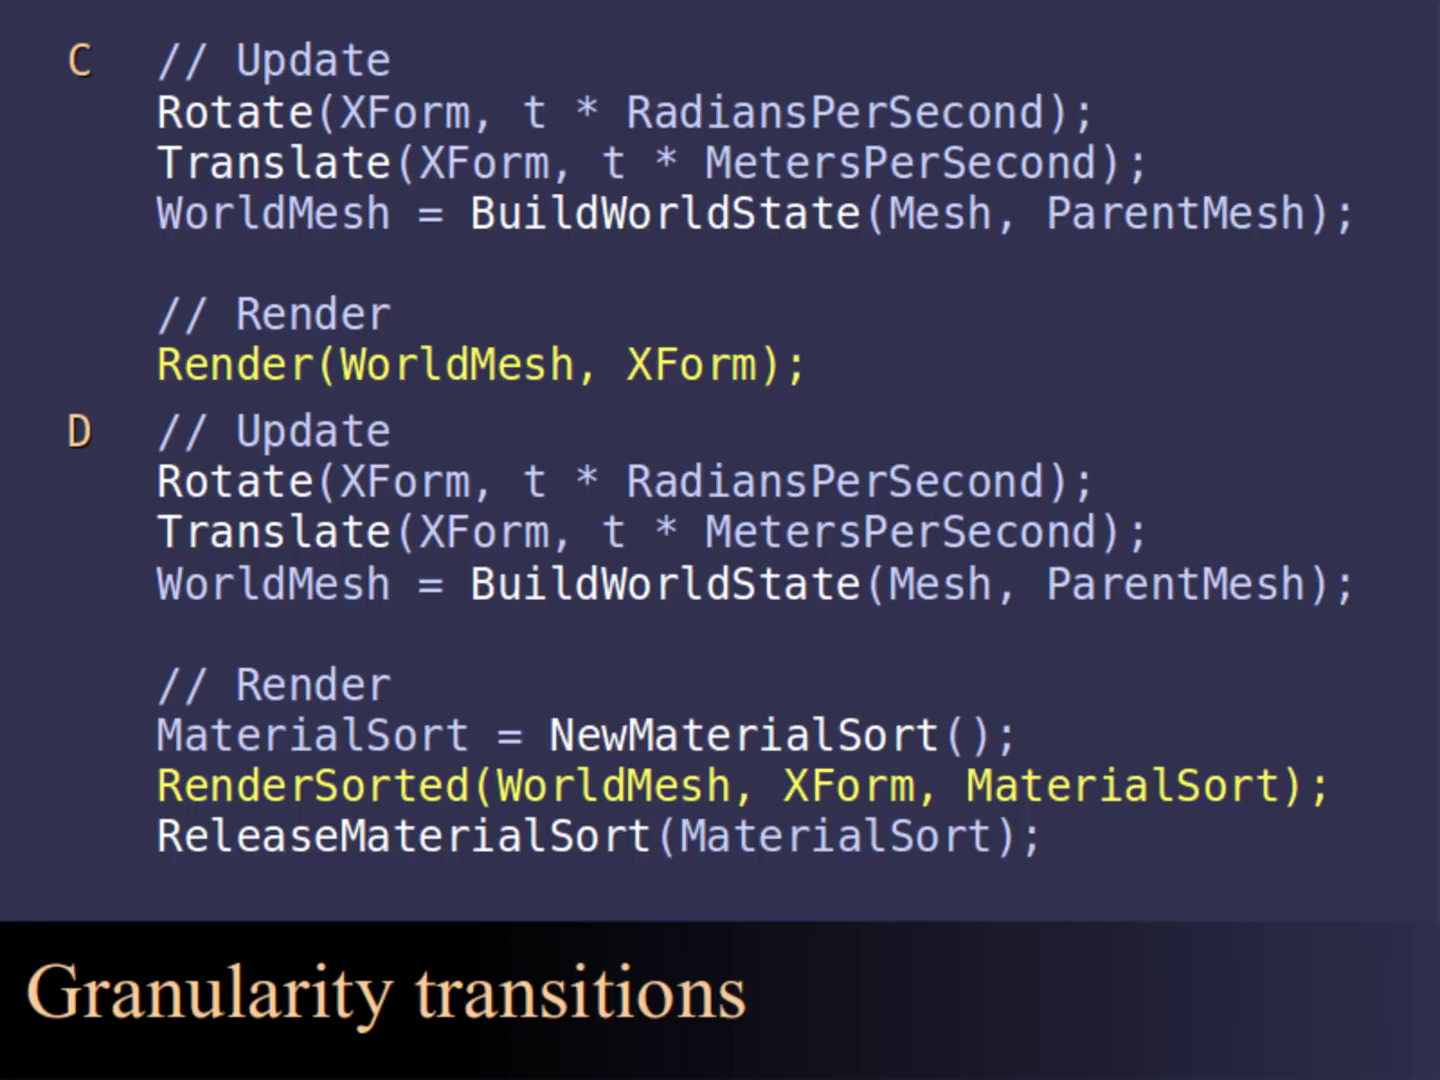 C // Update
Rotate(XForm, t * RadiansPerSecond);
Translate(XForm, t * MetersPerSecond);
WorldMesh = BuildWorldState(Mesh, ParentMesh);
// Render
Render(WorldMesh, XForm);
D // Update
Rotate(XForm, t * RadiansPerSecond);
Translate(XForm, t * MetersPerSecond);
WorldMesh = BuildWorldState(Mesh, ParentMesh);
// Render
MaterialSort = NewMaterialSort();
RenderSorted(WorldMesh, XForm, MaterialSort);
ReleaseMaterialSort(MaterialSort);
Granularity transitions